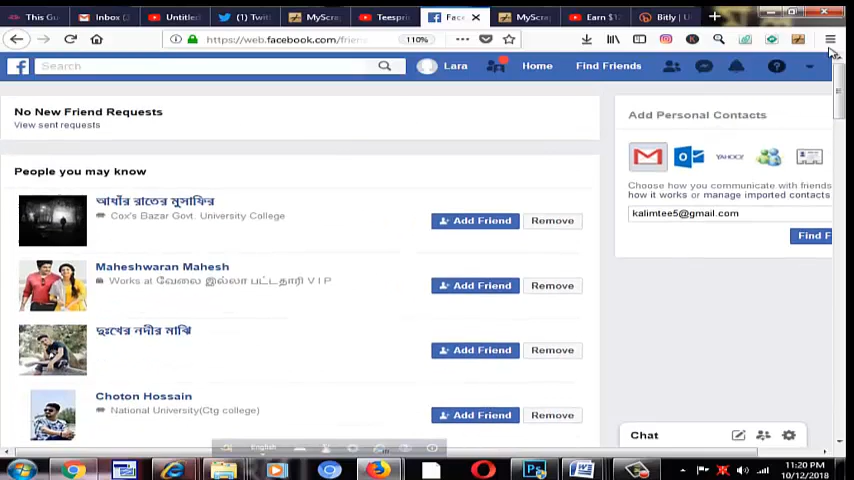 This Gu
Inbox (
Untitled
(1) Twit
MyScra
Teespri
Fac
MyScra
Earn $1
Bitly | U
https://web.facebook.com/frien
110%
Search
Lara
Home
Find Friends
No New Friend Requests
View sent requests
People you may know
আধাঁর রাতের মুসাফির
Cox's Bazar Govt. University College
Add Friend
Remove
Maheshwaran Mahesh
Works at வேலை இல்லா பட்டதாரி V I P
Add Friend
Remove
দুঃখের নদীর মাঝি
Add Friend
Remove
Choton Hossain
National University(Ctg college)
Add Friend
Remove
Add Personal Contacts
YAHOO!
Choose how you communicate with friends
how it works or manage imported contacts
kalimtee5@gmail.com
Find F
Chat
English
11:20 PM
10/12/2018